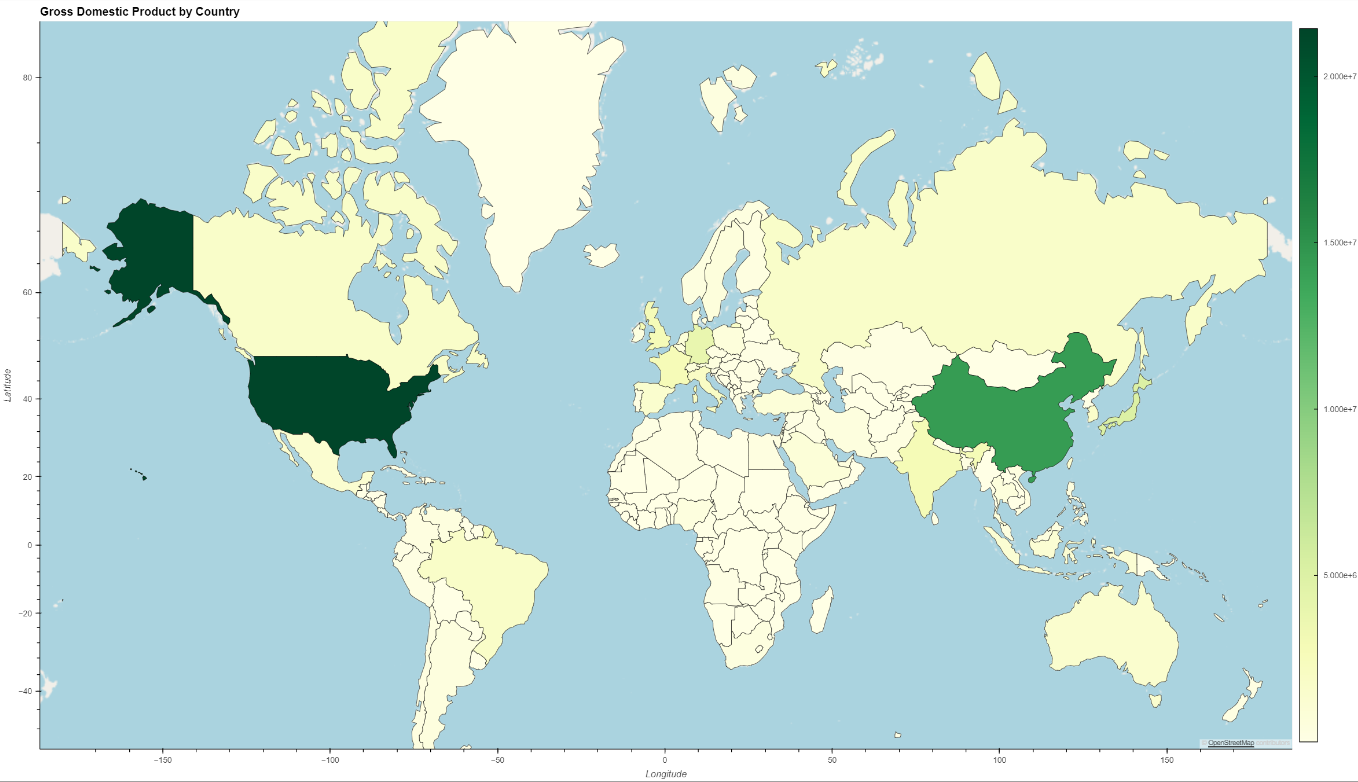 Gross Domestic Product by Country
80
60
40
20
0
−20
−40
Latitude
−150
−100
−50
0
50
100
150
Longitude
2.000e+7
1.500e+7
1.000e+7
5.000e+6
© OpenStreetMap contributors